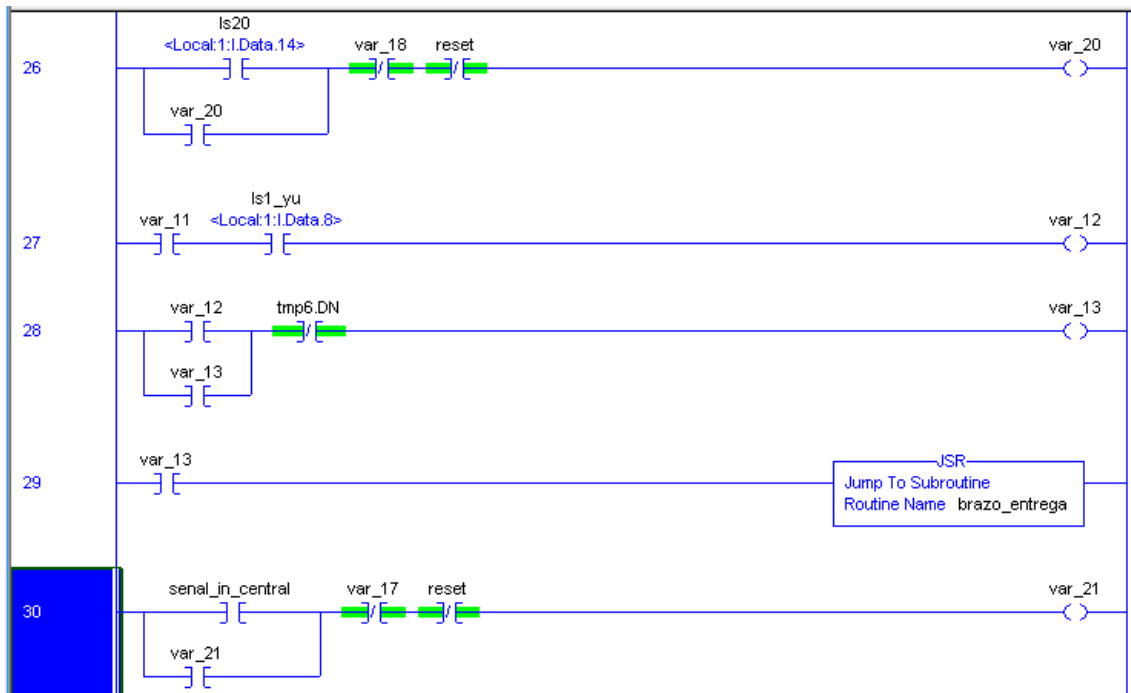 ls20
<Local:1:I.Data.14> var_18 reset var_20
26
var_20
ls1_yu
var_11 <Local:1:I.Data.8> var_12
27
var_12 tmp6.DN var_13
28
var_13
var_13 JSR
29 Jump To Subroutine
Routine Name brazo_entrega
senal_in_central var_17 reset var_21
30
var_21